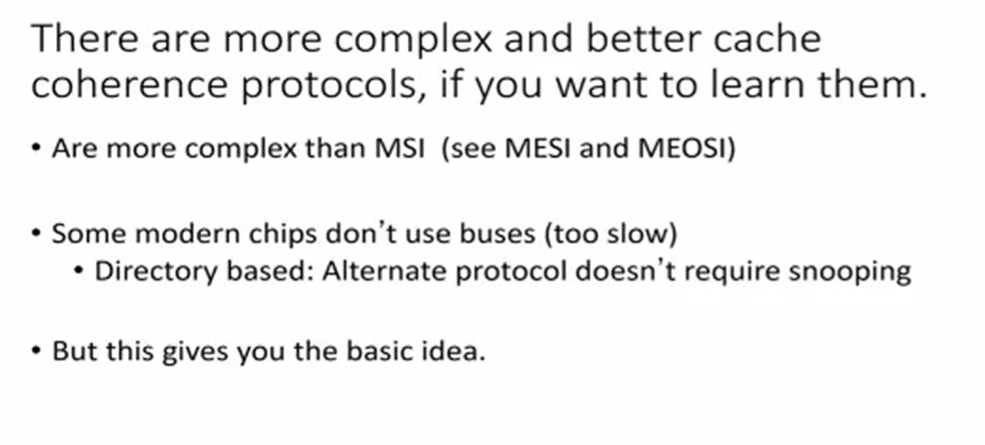 There are more complex and better cache
coherence protocols, if you want to learn them.
• Are more complex than MSI  (see MESI and MEOSI)
• Some modern chips don’t use buses (too slow)
• Directory based: Alternate protocol doesn’t require snooping
• But this gives you the basic idea.